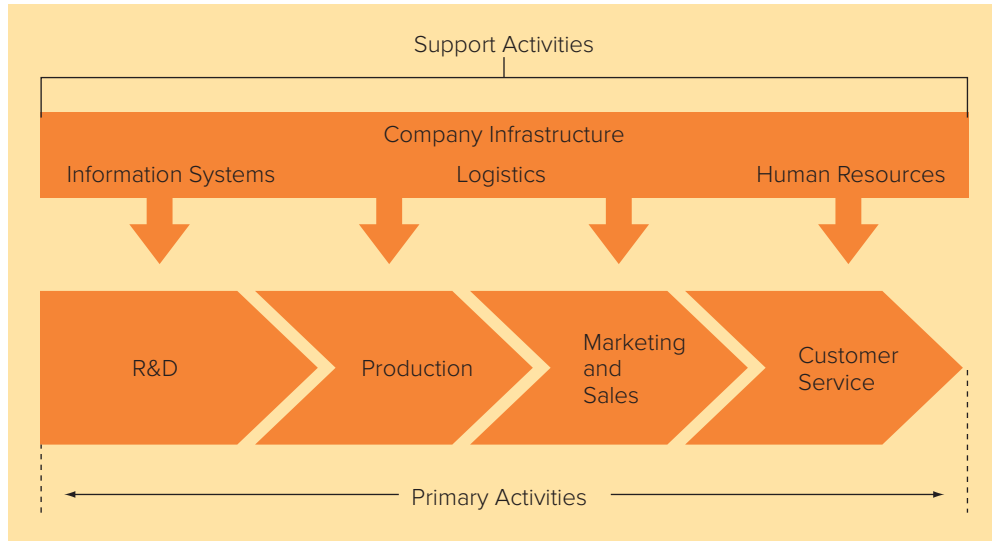 Support Activities
Company Infrastructure
Information Systems
Logistics
Human Resources
R&D
Production
Marketing
and
Sales
Customer
Service
Primary Activities